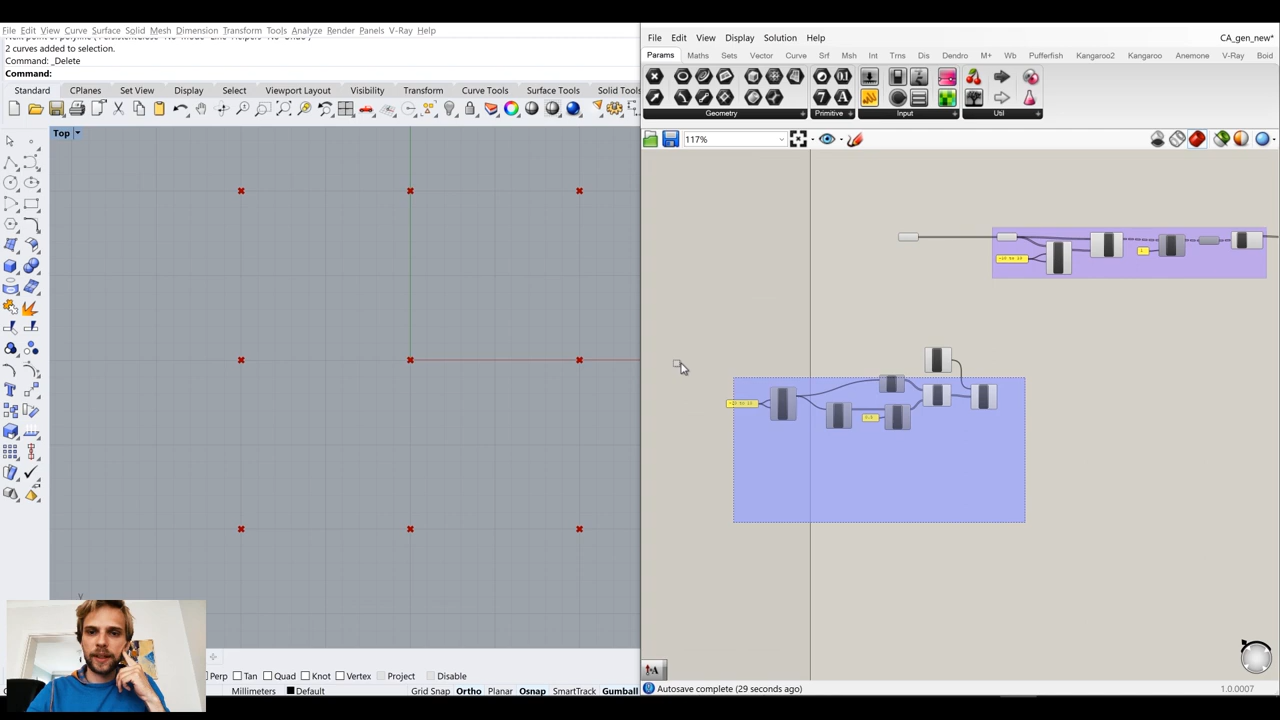 File Edit View Curve Surface Solid Mesh Dimension Transform Tools Analyze Render Panels V-Ray Help
2 curves added to selection.
Command: _Delete
Command:
Standard CPlanes Set View Display Select Viewport Layout Visibility Transform Curve Tools Surface Tools Solid Tools
Top
Perp Tan Quad Knot Vertex Project Disable
Millimeters Default Grid Snap Ortho Planar Osnap SmartTrack Gumball
File Edit View Display Solution Help CA_gen_new*
Params Maths Sets Vector Curve Srf Msh Int Trns Dis Dendro M+ Wb Pufferfish Kangaroo2 Kangaroo Anemone V-Ray Boid
Geometry Primitive Input Util
117%
Autosave complete (29 seconds ago) 1.0.0007